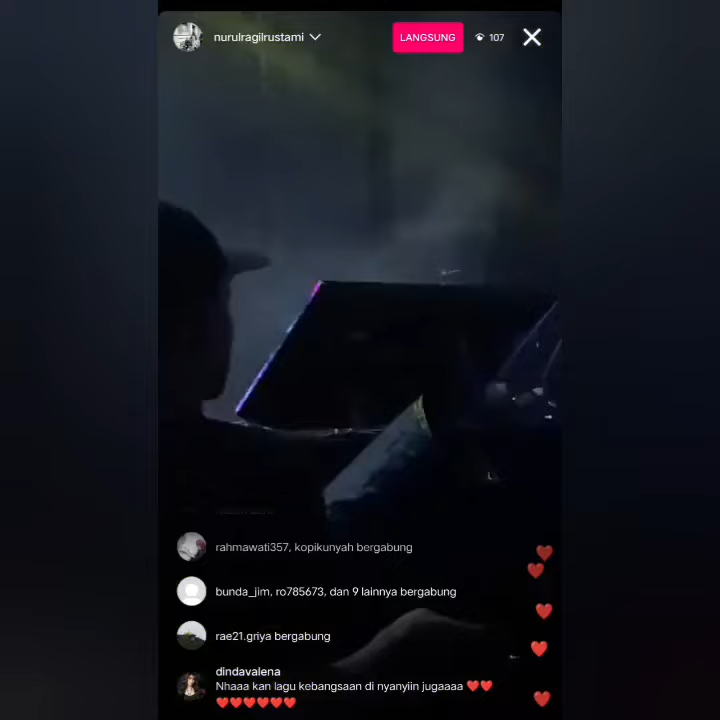 nurulragilrustami
LANGSUNG
107
rahmawati357, kopikunyah bergabung
bunda_jim, ro785673, dan 9 lainnya bergabung
rae21.griya bergabung
dindavalena
Nhaaa kan lagu kebangsaan di nyanyiin jugaaaa ❤️❤️
❤️❤️❤️❤️❤️❤️